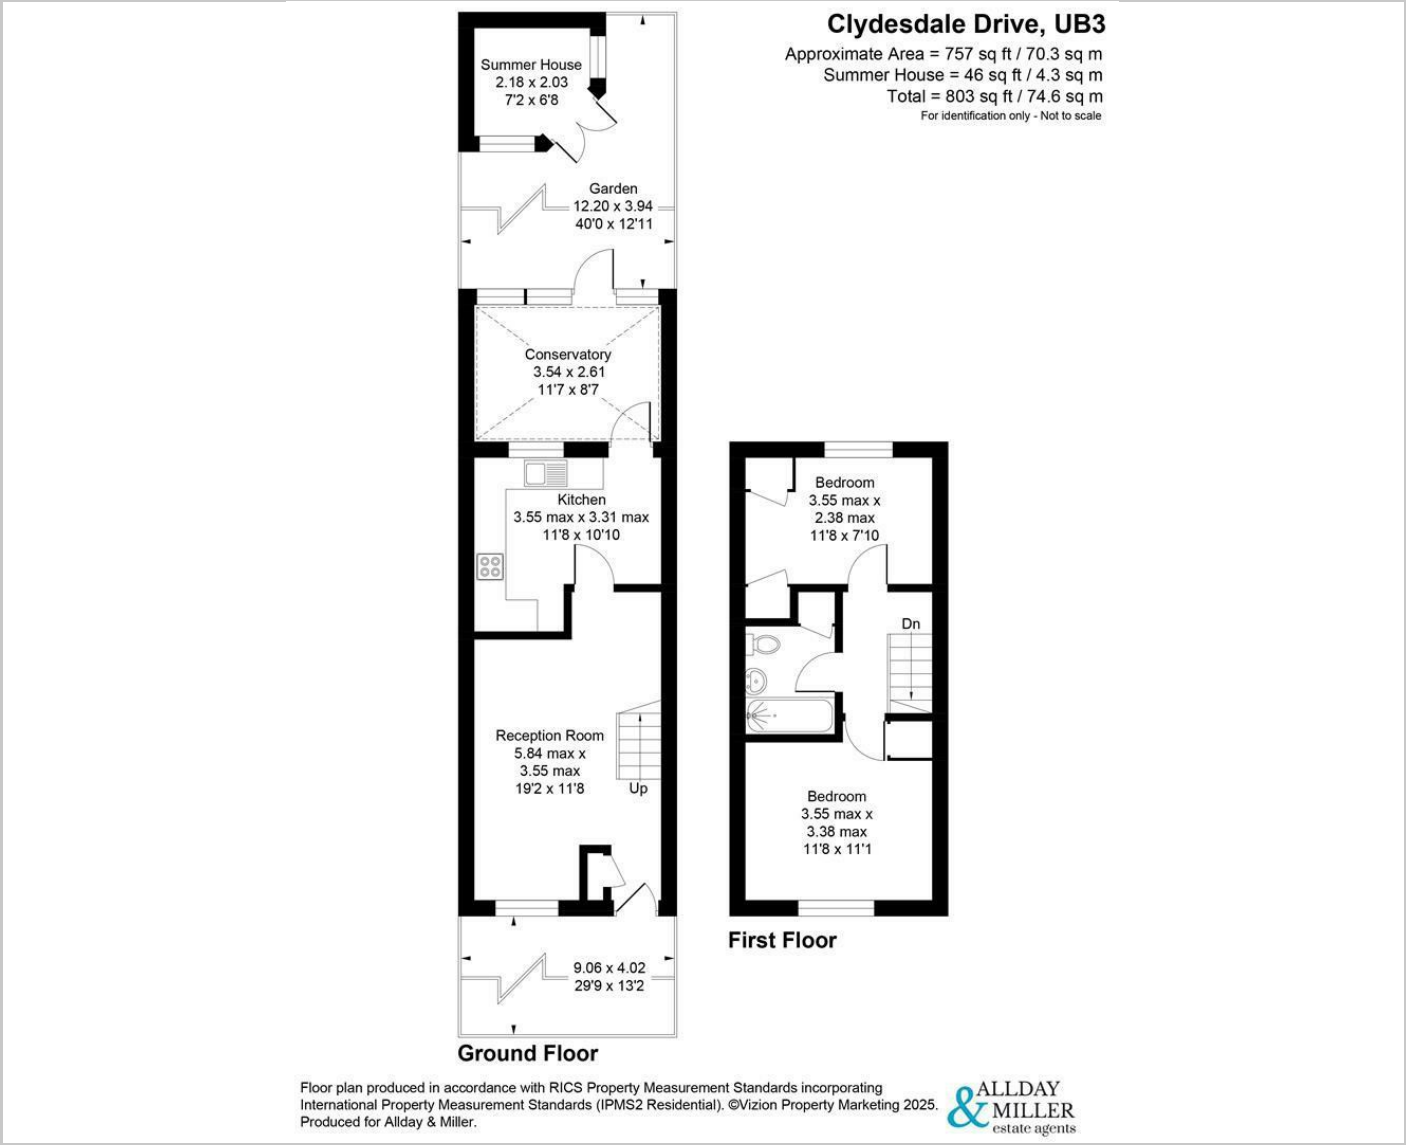 Clydesdale Drive, UB3
Approximate Area = 757 sq ft / 70.3 sq m
Summer House = 46 sq ft / 4.3 sq m
Total = 803 sq ft / 74.6 sq m
For identification only - Not to scale
Summer House
2.18 x 2.03
7'2 x 6'8
Garden
12.20 x 3.94
40'0 x 12'11
Conservatory
3.54 x 2.61
11'7 x 8'7
Kitchen
3.55 max x 3.31 max
11'8 x 10'10
Reception Room
5.84 max x
3.55 max
19'2 x 11'8
Up
9.06 x 4.02
29'9 x 13'2
Ground Floor
Bedroom
3.55 max x
2.38 max
11'8 x 7'10
Dn
Bedroom
3.55 max x
3.38 max
11'8 x 11'1
First Floor
Floor plan produced in accordance with RICS Property Measurement Standards incorporating
International Property Measurement Standards (IPMS2 Residential). ©Vizion Property Marketing 2025.
Produced for Allday & Miller.
ALLDAY
& MILLER
estate agents